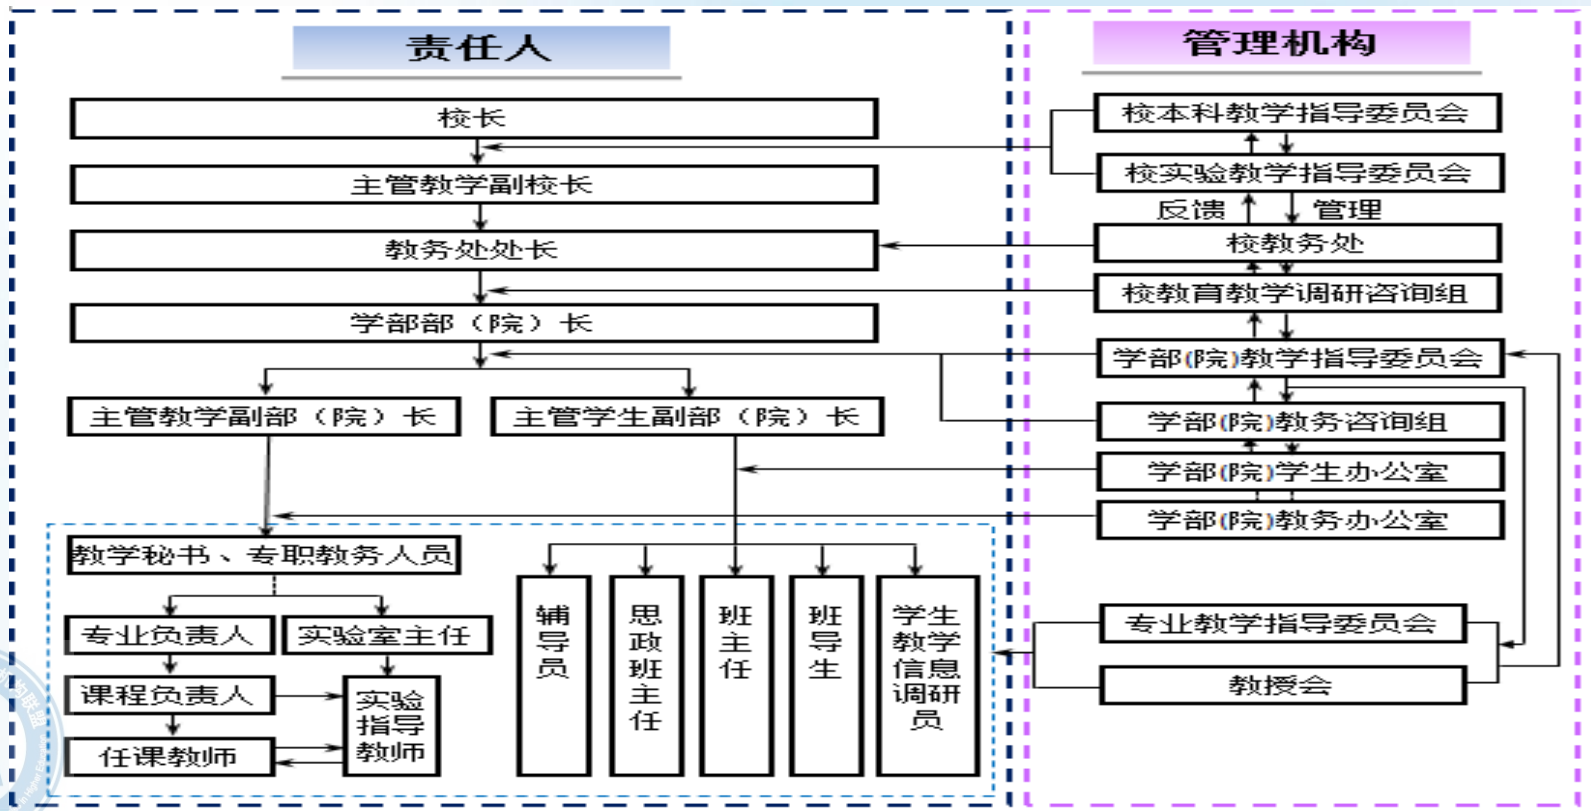 责任人
校长
主管教学副校长
教务处处长
学部部（院）长
主管教学副部（院）长
主管学生副部（院）长
教学秘书、专职教务人员
专业负责人
实验室主任
课程负责人
任课教师
实验
指导
教师
辅导员
思政班主任
班主任
班导生
学生
教学
信息
调研
员
管理机构
校本科教学指导委员会
校实验教学指导委员会
反馈
管理
校教务处
校教育教学调研咨询组
学部(院)教学指导委员会
学部(院)教务咨询组
学部(院)学生办公室
学部(院)教务办公室
专业教学指导委员会
教授会